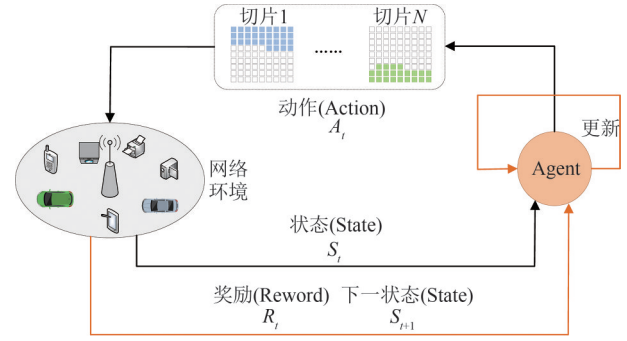 切片1
切片N
......
动作(Action)
At
更新
Agent
网络
环境
状态(State)
St
奖励(Reword) 下一状态(State)
Rt St+1